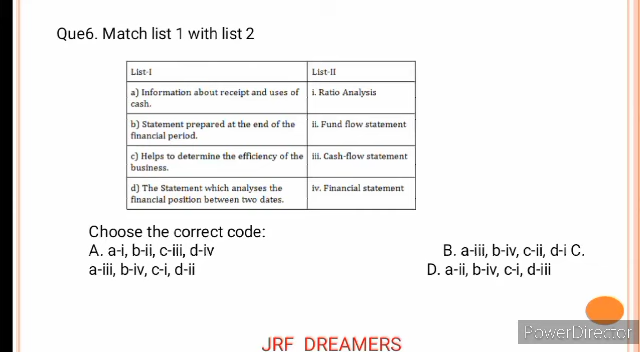 Que6. Match list 1 with list 2
List-I List-II
a) Information about receipt and uses of cash. i. Ratio Analysis
b) Statement prepared at the end of the financial period. ii. Fund flow statement
c) Helps to determine the efficiency of the business. iii. Cash-flow statement
d) The Statement which analyses the financial position between two dates. iv. Financial statement
Choose the correct code:
A. a-i, b-ii, c-iii, d-iv B. a-iii, b-iv, c-ii, d-i C.
a-iii, b-iv, c-i, d-ii D. a-ii, b-iv, c-i, d-iii
PowerDirector
JRF DREAMERS